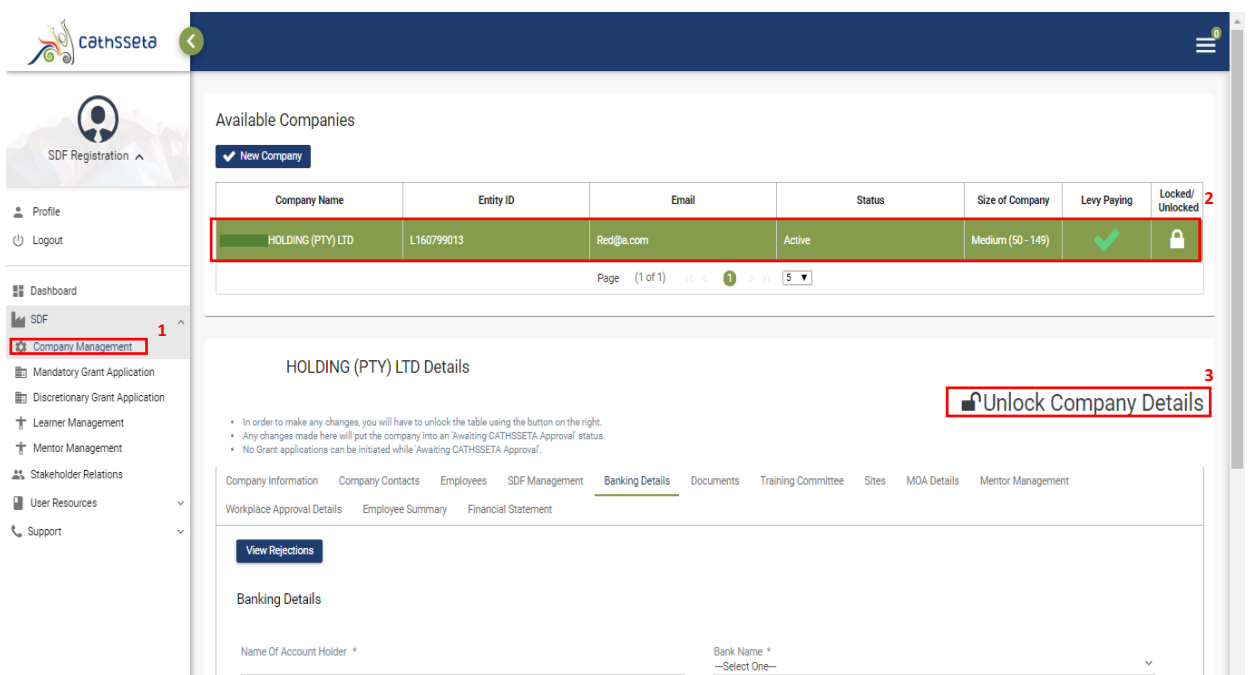 cathsseta
0
SDF Registration
Profile
Logout
Dashboard
SDF
1
Company Management
Mandatory Grant Application
Discretionary Grant Application
Learner Management
Mentor Management
Stakeholder Relations
User Resources
Support
Available Companies
New Company
Company Name Entity ID Email Status Size of Company Levy Paying Locked/
Unlocked
2
HOLDING (PTY) LTD L160799013 Red@a.com Active Medium (50 - 149)
Page (1 of 1) 1 5
HOLDING (PTY) LTD Details
3
Unlock Company Details
• In order to make any changes, you will have to unlock the table using the button on the right.
• Any changes made here will put the company into an 'Awaiting CATHSSETA Approval' status.
• No Grant applications can be initiated while 'Awaiting CATHSSETA Approval'.
Company Information Company Contacts Employees SDF Management Banking Details Documents Training Committee Sites MOA Details Mentor Management
Workplace Approval Details Employee Summary Financial Statement
View Rejections
Banking Details
Name Of Account Holder *
Bank Name *
---Select One---